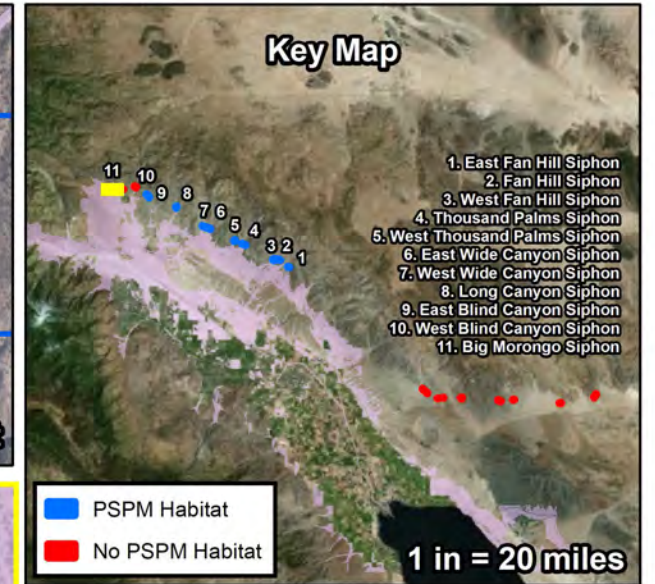 Key Map
11
10
9
8
7
6
5
4
3
2
1
1. East Fan Hill Siphon
2. Fan Hill Siphon
3. West Fan Hill Siphon
4. Thousand Palms Siphon
5. West Thousand Palms Siphon
6. East Wide Canyon Siphon
7. West Wide Canyon Siphon
8. Long Canyon Siphon
9. East Blind Canyon Siphon
10. West Blind Canyon Siphon
11. Big Morongo Siphon
PSPM Habitat
No PSPM Habitat
1 in = 20 miles